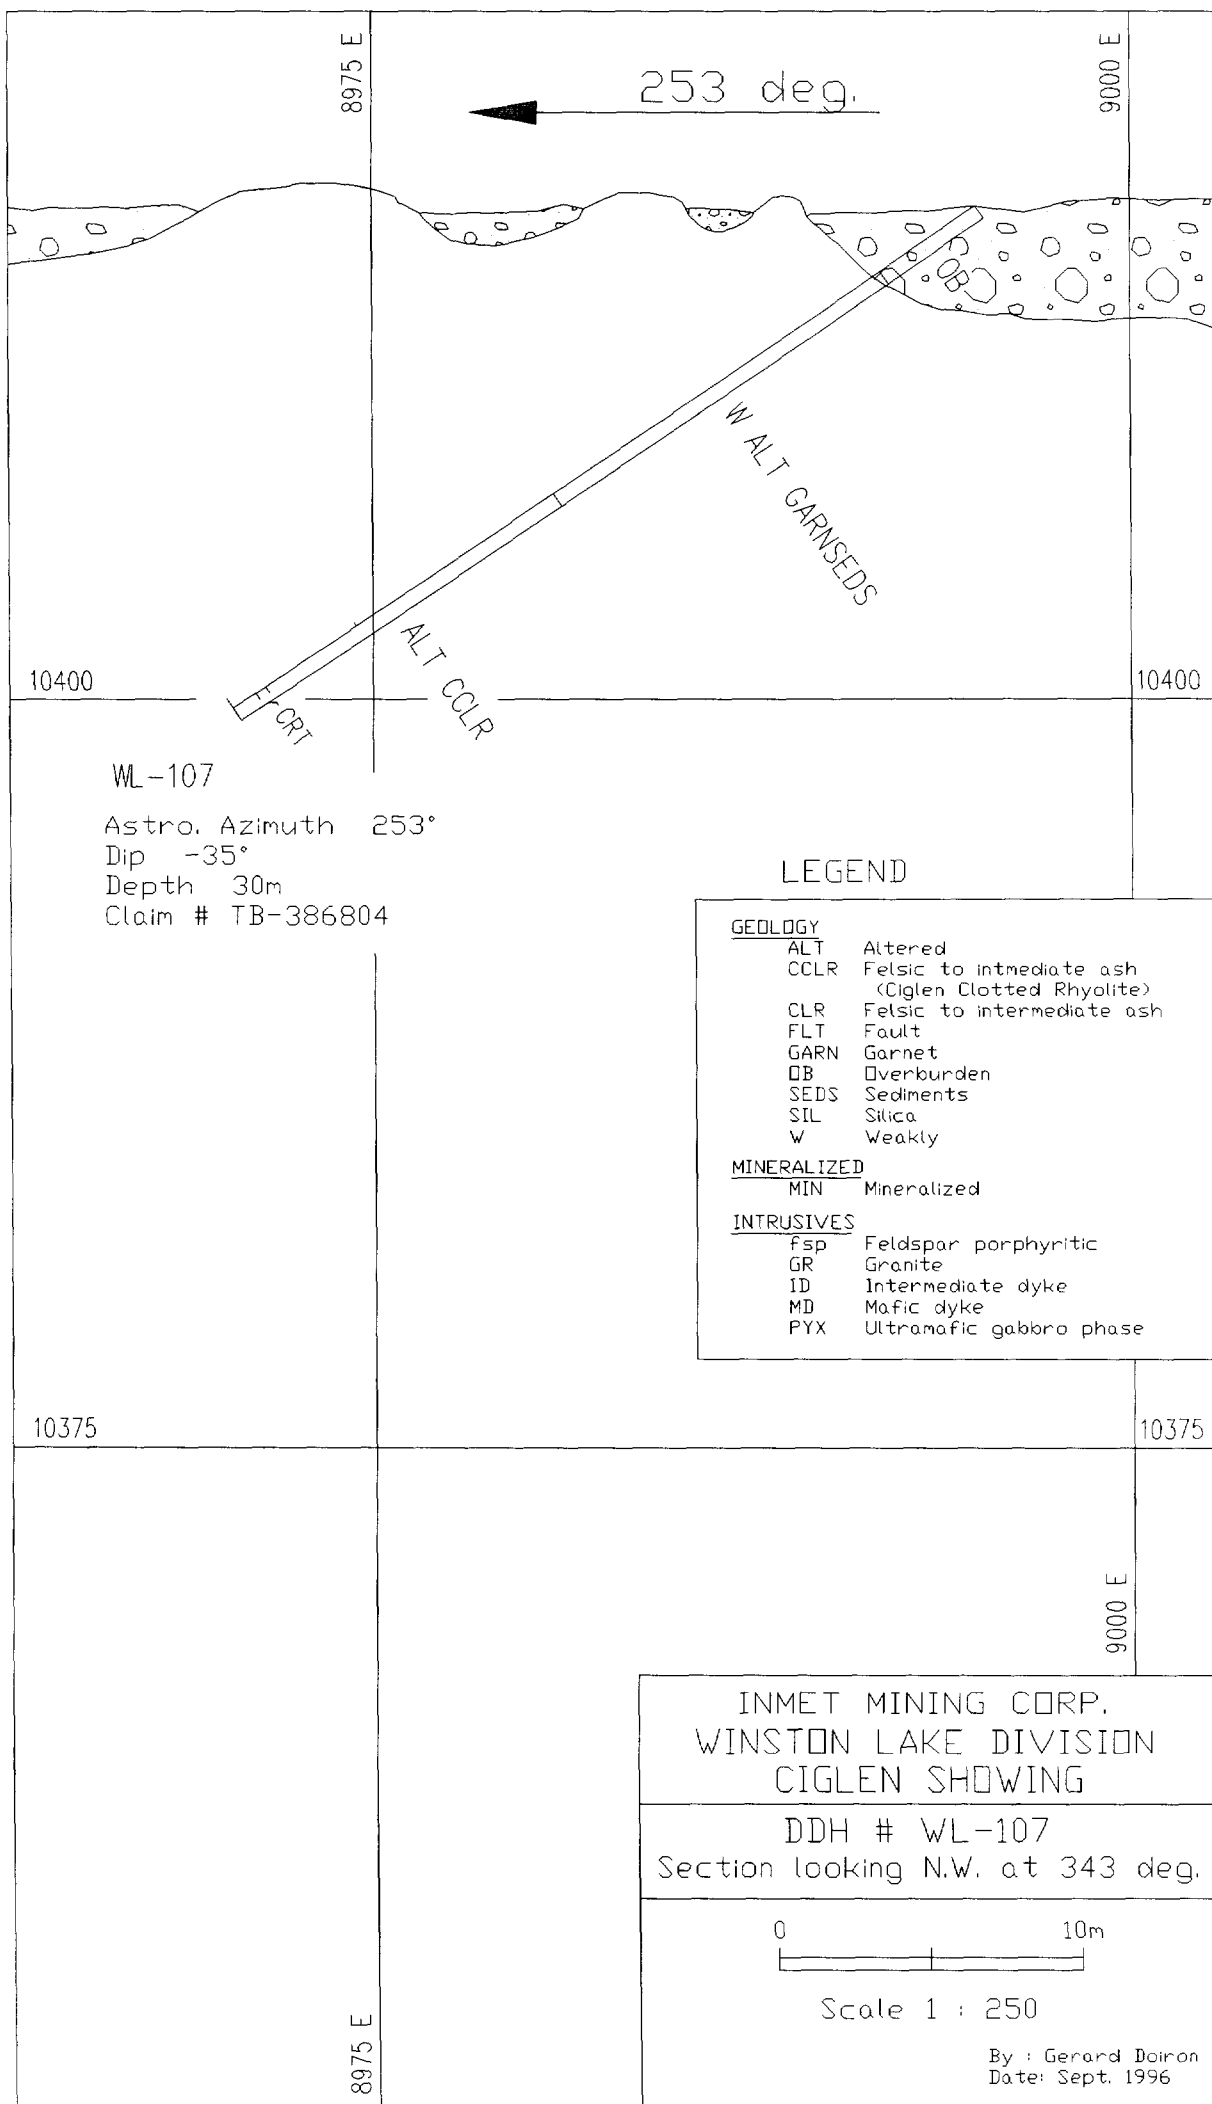 8975 E
9000 E
253 deg.
OB
W ALT GARNSEDS
ALT CCLR
CRT
10400
10400
WL-107
Astro. Azimuth 253°
Dip -35°
Depth 30m
Claim # TB-386804
LEGEND
GEOLOGY
ALT Altered
CCLR Felsic to intmediate ash
(Ciglen Clotted Rhyolite)
CLR Felsic to intermediate ash
FLT Fault
GARN Garnet
OB Overburden
SEDS Sediments
SIL Silica
W Weakly
MINERALIZED
MIN Mineralized
INTRUSIVES
fsp Feldspar porphyritic
GR Granite
ID Intermediate dyke
MD Mafic dyke
PYX Ultramafic gabbro phase
10375
10375
9000 E
INMET MINING CORP.
WINSTON LAKE DIVISION
CIGLEN SHOWING
DDH # WL-107
Section looking N.W. at 343 deg.
0 10m
Scale 1 : 250
8975 E
By : Gerard Doiron
Date: Sept. 1996